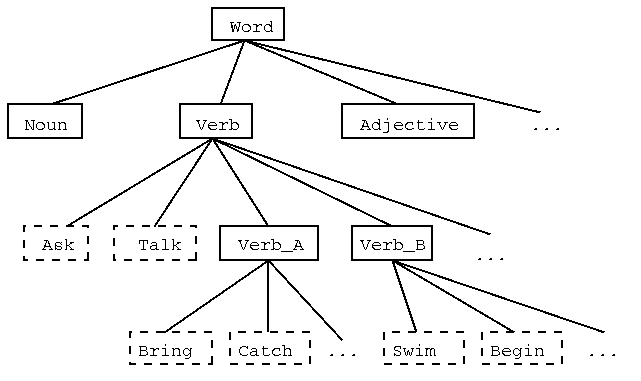 Word
Noun Verb Adjective ...
Ask Talk Verb_A Verb_B ...
Bring Catch ... Swim Begin ...